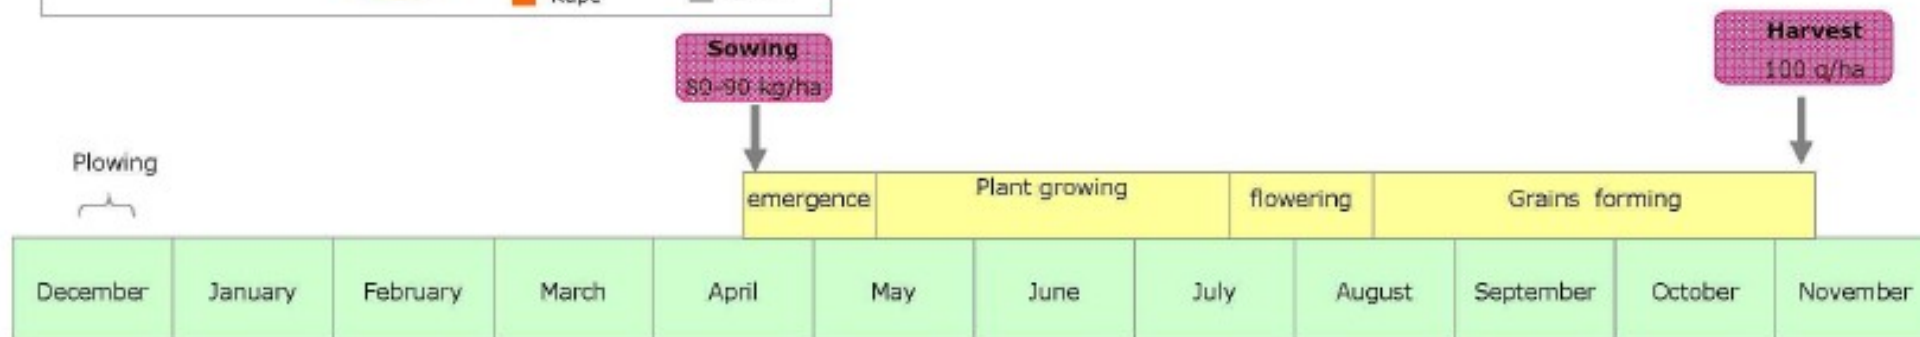 Sowing
80-90 kg/ha
Harvest
100 q/ha
Plowing
emergence
Plant growing
flowering
Grains forming
December
January
February
March
April
May
June
July
August
September
October
November